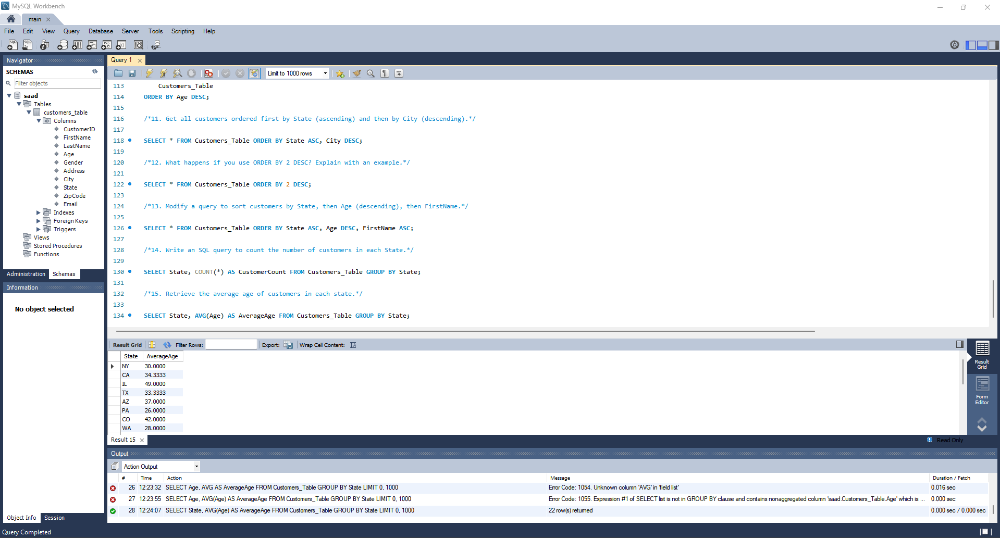 MySQL Workbench
main
File Edit View Query Database Server Tools Scripting Help
Navigator
SCHEMAS
Filter objects
saad
Tables
customers_table
Columns
CustomerID
FirstName
LastName
Age
Gender
Address
City
State
ZipCode
Email
Indexes
Foreign Keys
Triggers
Views
Stored Procedures
Functions
Administration Schemas
Information
No object selected
Object Info Session
Query 1
Limit to 1000 rows
113 Customers_Table
114 ORDER BY Age DESC;
115
116 /*11. Get all customers ordered first by State (ascending) and then by City (descending).*/
117
118 SELECT * FROM Customers_Table ORDER BY State ASC, City DESC;
119
120 /*12. What happens if you use ORDER BY 2 DESC? Explain with an example.*/
121
122 SELECT * FROM Customers_Table ORDER BY 2 DESC;
123
124 /*13. Modify a query to sort customers by State, then Age (descending), then FirstName.*/
125
126 SELECT * FROM Customers_Table ORDER BY State ASC, Age DESC, FirstName ASC;
127
128 /*14. Write an SQL query to count the number of customers in each State.*/
129
130 SELECT State, COUNT(*) AS CustomerCount FROM Customers_Table GROUP BY State;
131
132 /*15. Retrieve the average age of customers in each state.*/
133
134 SELECT State, AVG(Age) AS AverageAge FROM Customers_Table GROUP BY State;
Result Grid Filter Rows: Export: Wrap Cell Content:
State AverageAge
NY 30.0000
CA 34.3333
IL 49.0000
TX 33.3333
AZ 37.0000
PA 26.0000
CO 42.0000
WA 28.0000
Result Grid
Form Editor
Result 15
Read Only
Output
Action Output
# Time Action Message Duration / Fetch
26 12:23:32 SELECT Age, AVG AS AverageAge FROM Customers_Table GROUP BY State LIMIT 0, 1000 Error Code: 1054. Unknown column 'AVG' in 'field list' 0.016 sec
27 12:23:55 SELECT Age, AVG(Age) AS AverageAge FROM Customers_Table GROUP BY State LIMIT 0, 1000 Error Code: 1055. Expression #1 of SELECT list is not in GROUP BY clause and contains nonaggregated column 'saad.Customers_Table.Age' which is ... 0.000 sec
28 12:24:07 SELECT State, AVG(Age) AS AverageAge FROM Customers_Table GROUP BY State LIMIT 0, 1000 22 row(s) returned 0.000 sec / 0.000 sec
Query Completed